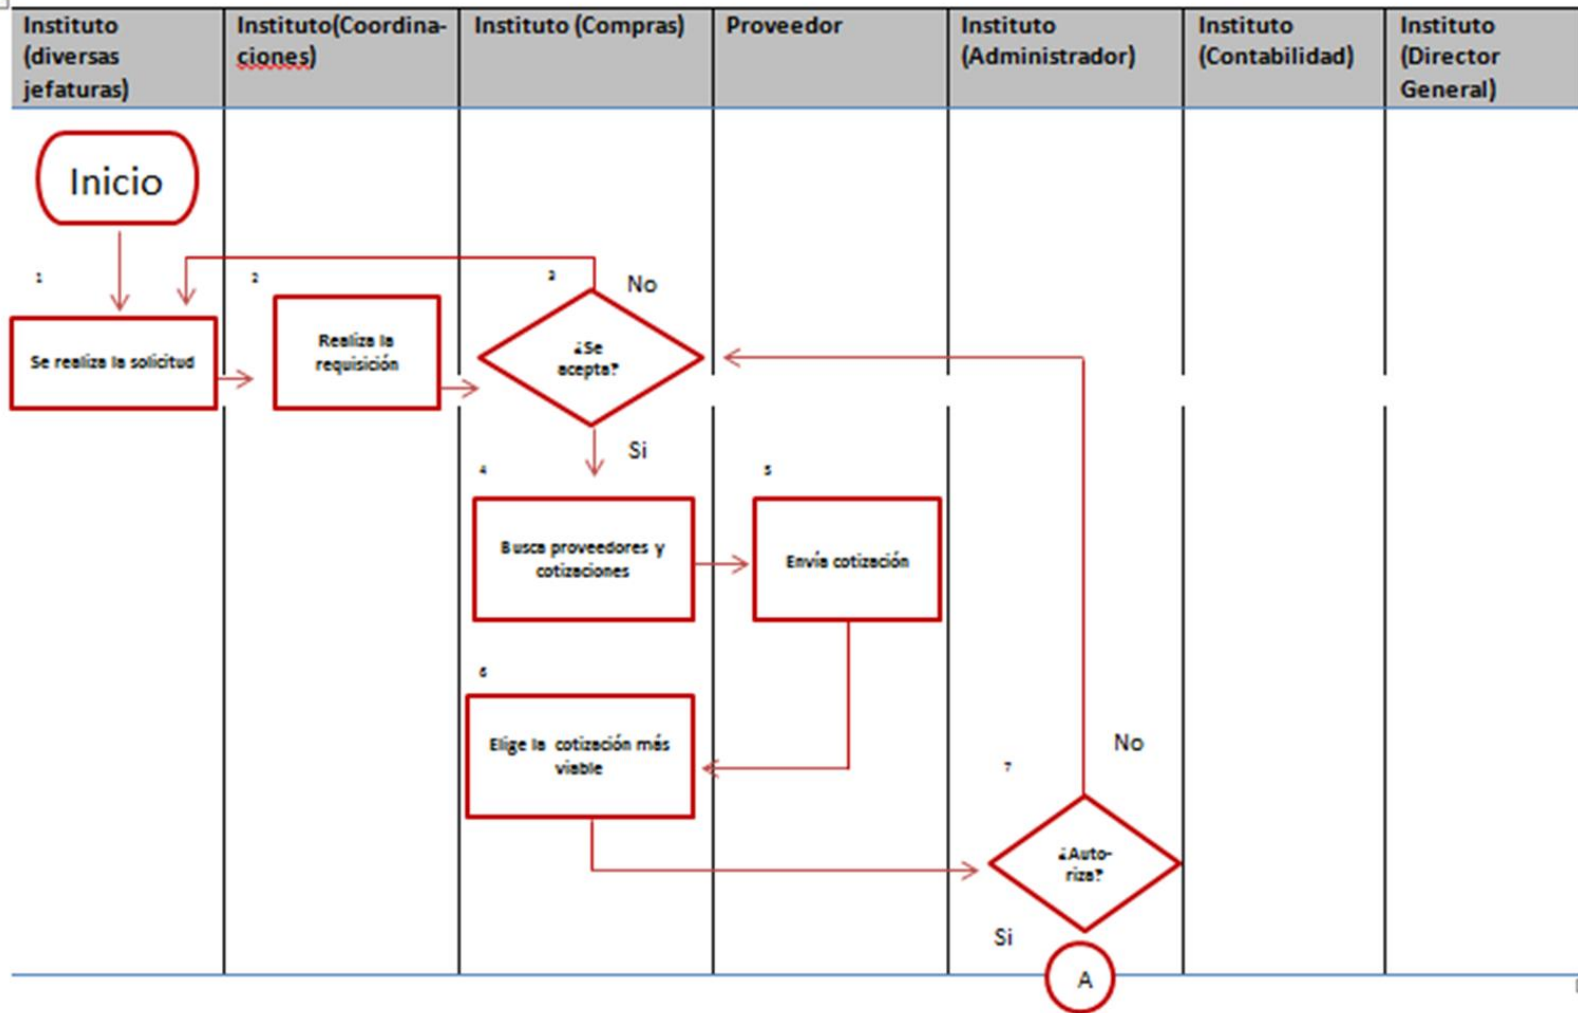 Instituto
(diversas
jefaturas)
Instituto(Coordina-
ciones)
Instituto (Compras)
Proveedor
Instituto
(Administrador)
Instituto
(Contabilidad)
Instituto
(Director
General)
Inicio
1
Se realiza la solicitud
2
Realiza la
requisición
3
¿Se
acepta?
No
Si
4
Busca proveedores y
cotizaciones
5
Envía cotización
6
Elige la cotización más
viable
7
¿Auto-
riza?
No
Si
A